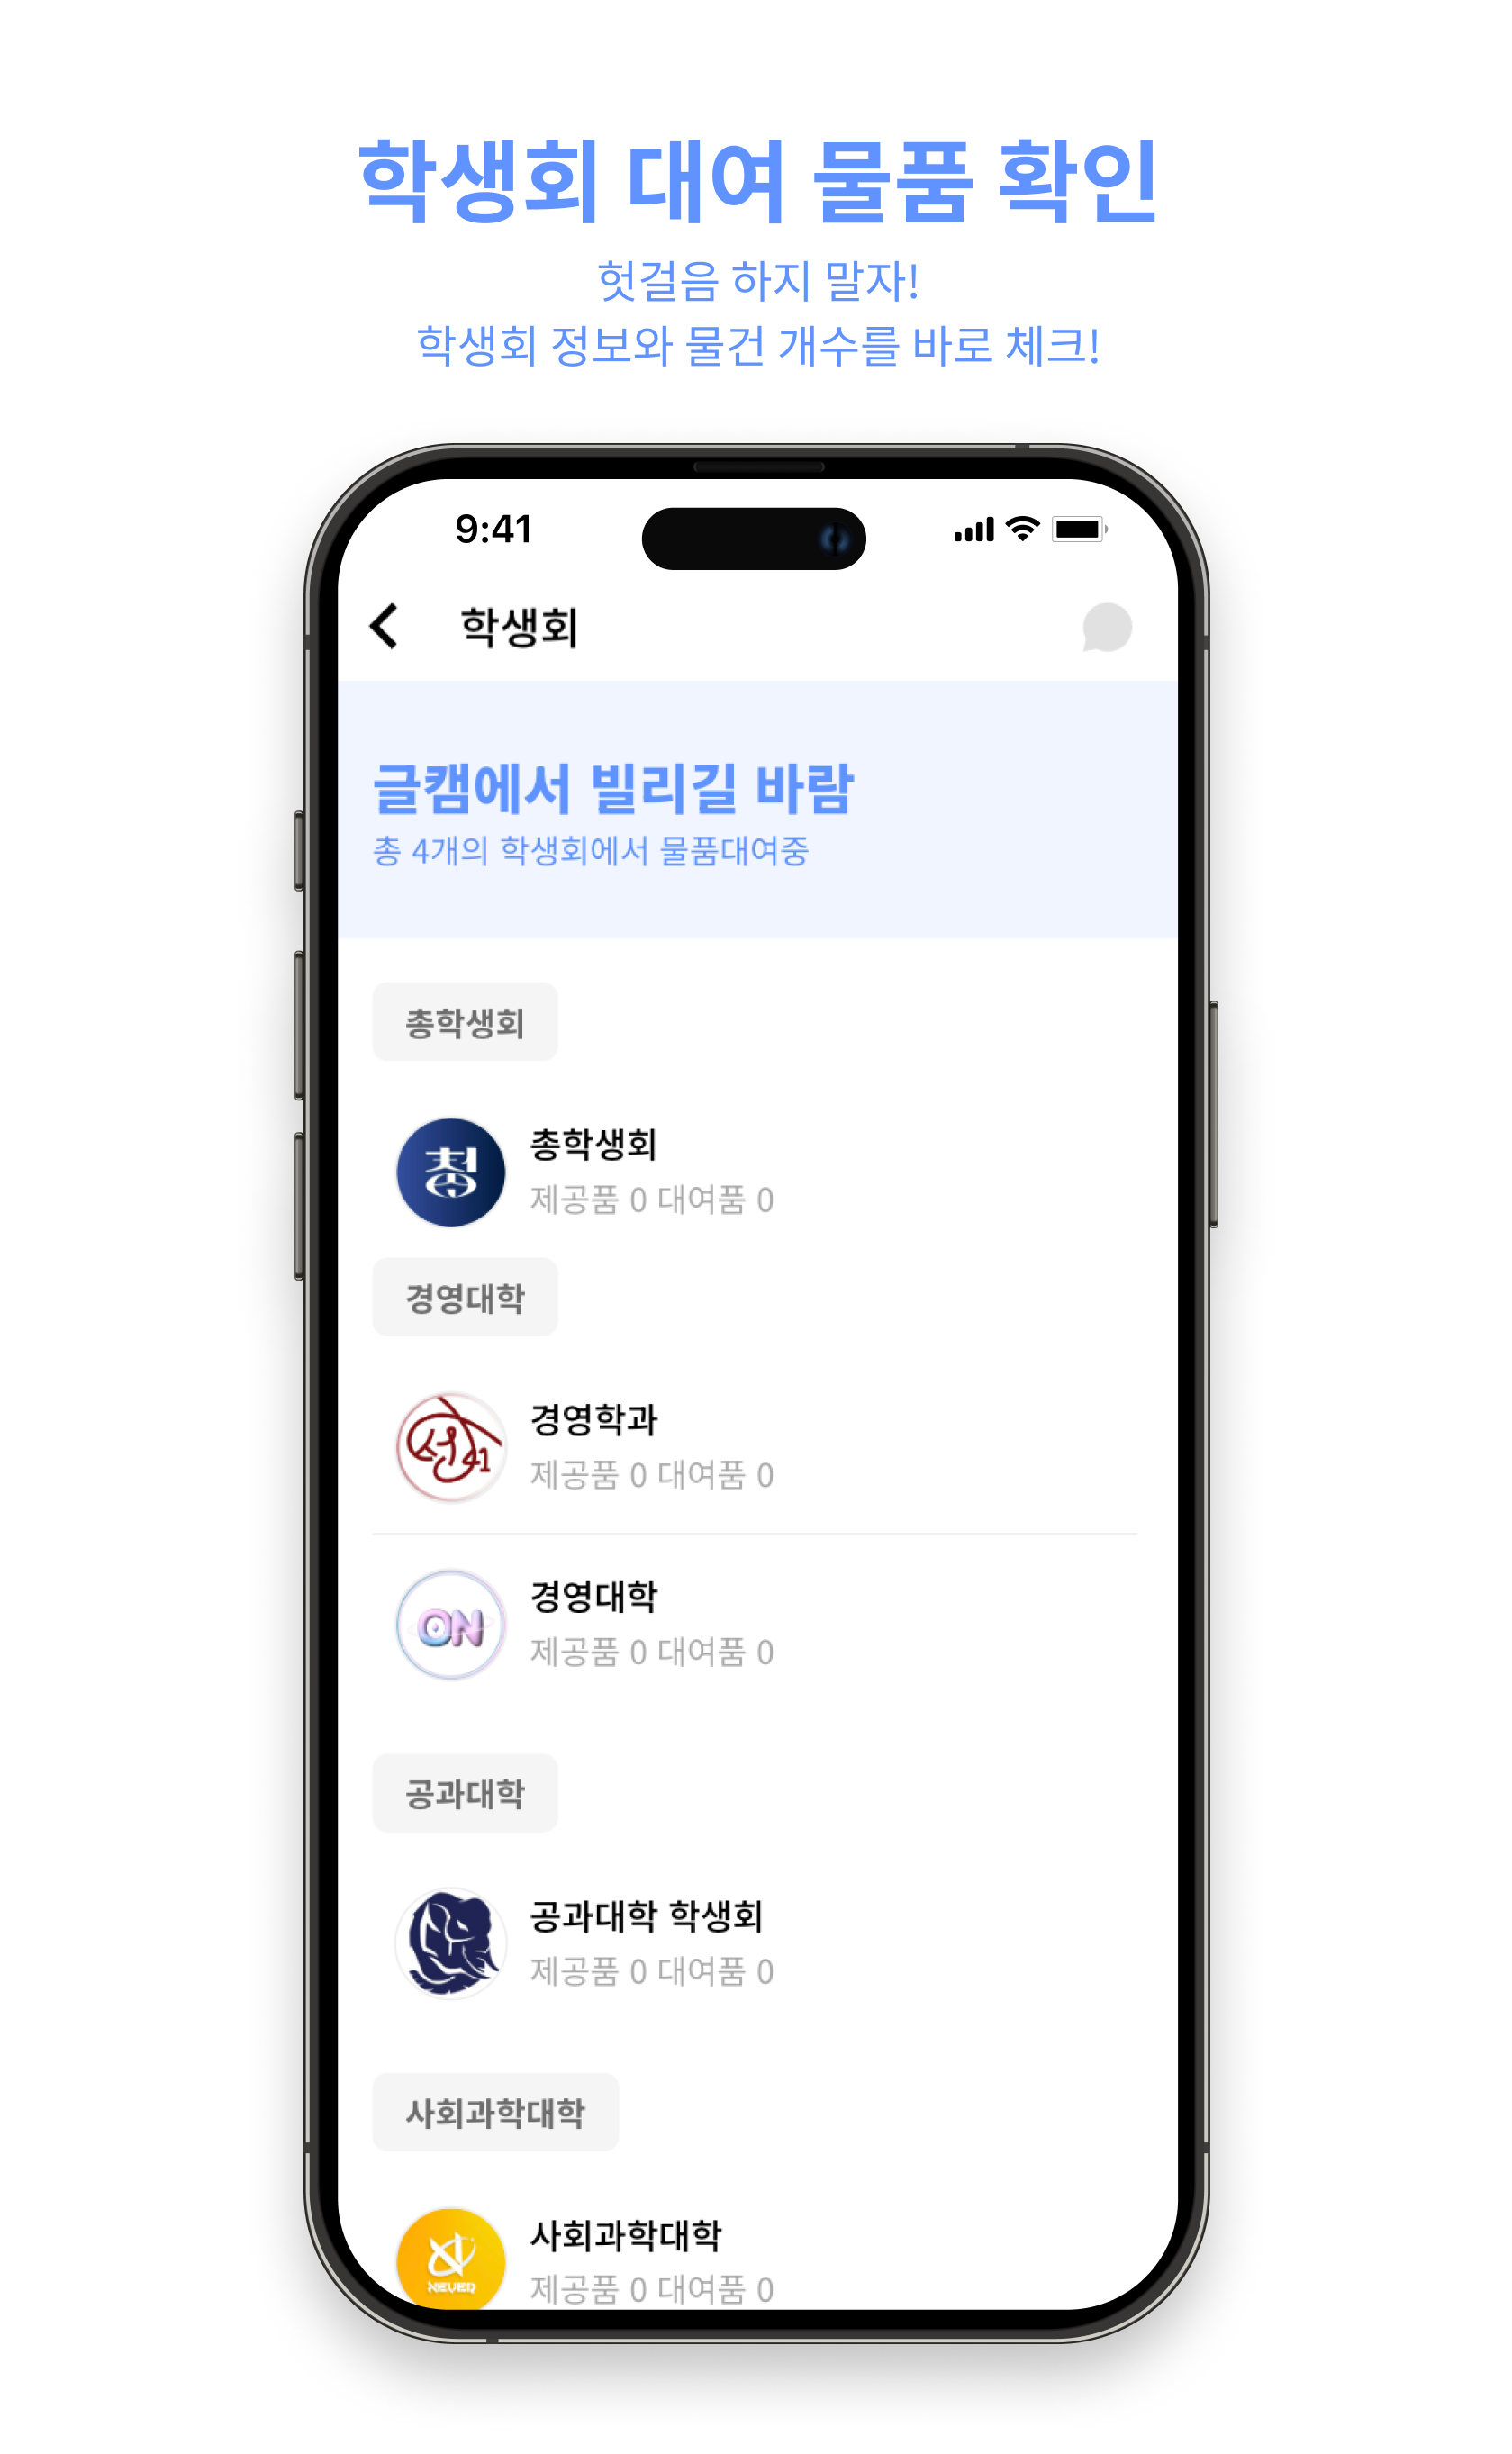 학생회 대여 물품 확인
헛걸음 하지 말자!
학생회 정보와 물건 개수를 바로 체크!
9:41
학생회
글캠에서 빌리길 바람
총 4개의 학생회에서 물품대여중
총학생회
청
총학생회
제공품 0 대여품 0
경영대학
경영학과
제공품 0 대여품 0
ON
경영대학
제공품 0 대여품 0
공과대학
공과대학 학생회
제공품 0 대여품 0
사회과학대학
사회과학대학
NEVER
제공품 0 대여품 0